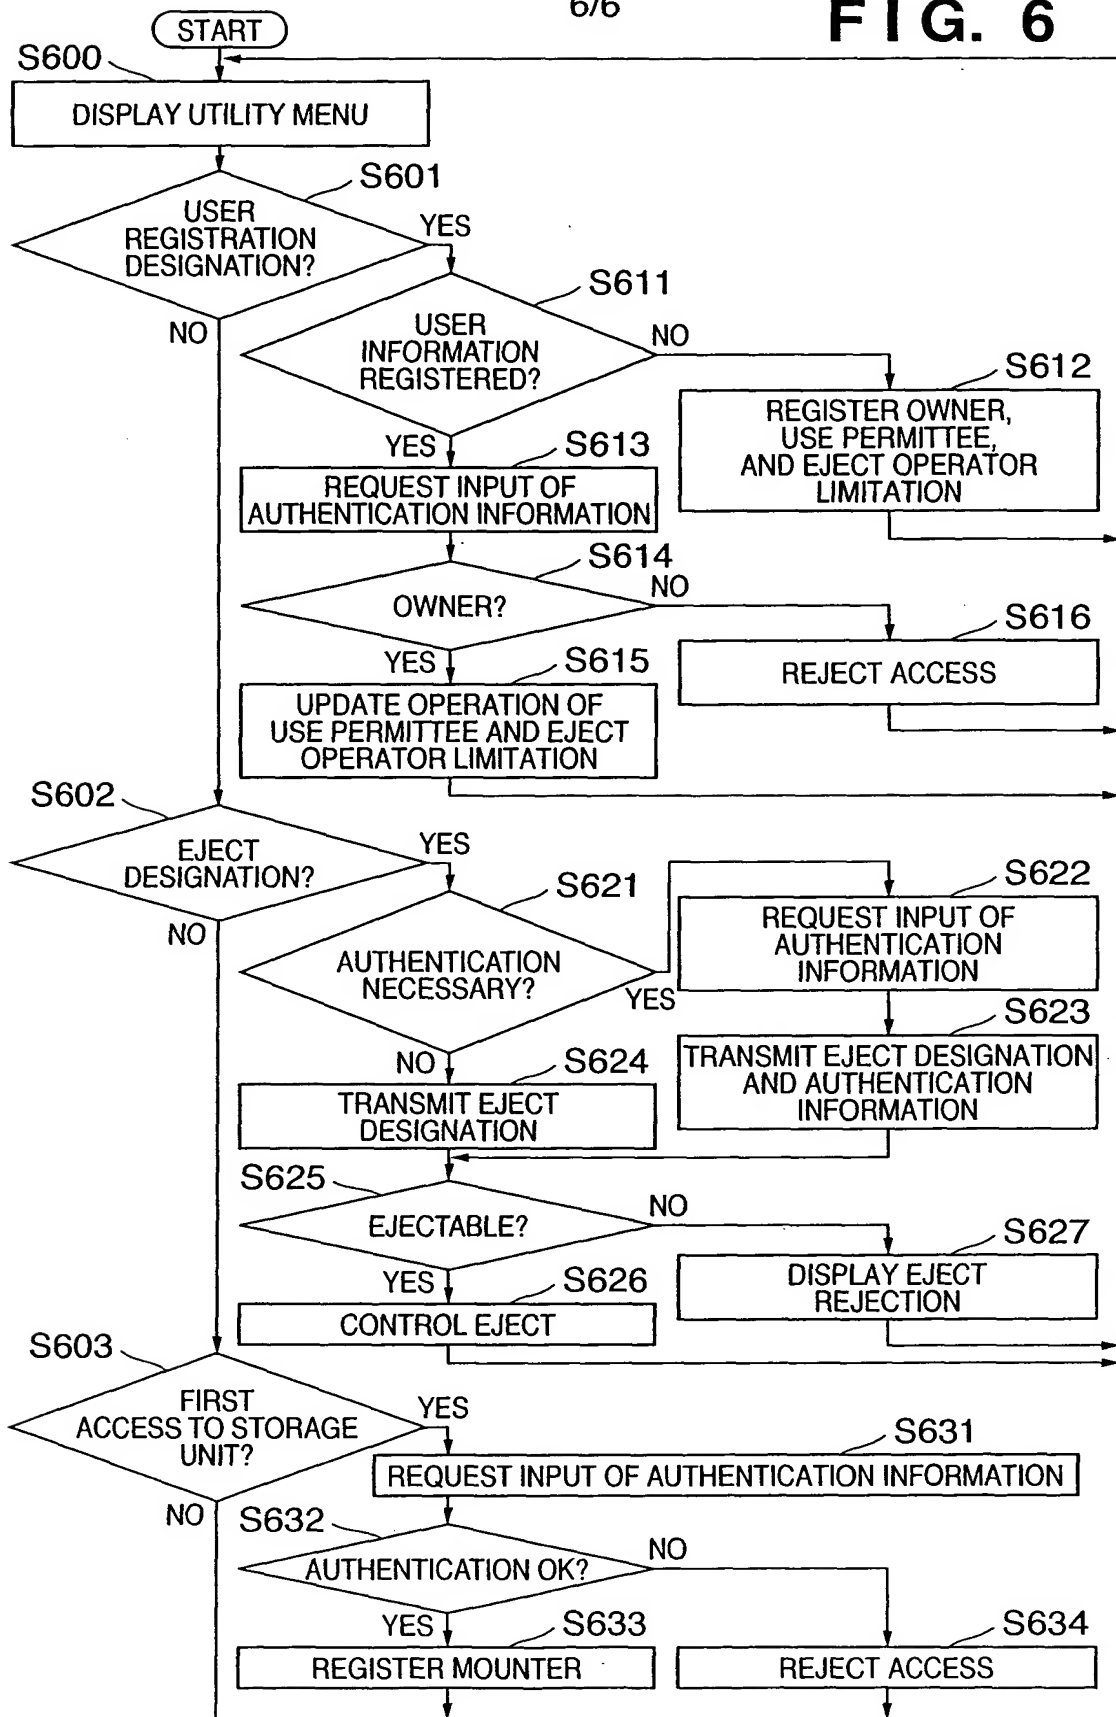 6/6
FIG. 6
START
S600
DISPLAY UTILITY MENU
S601
USER
REGISTRATION
DESIGNATION?
YES
NO
S611
USER
INFORMATION
REGISTERED?
NO
YES
S612
REGISTER OWNER,
USE PERMITTEE,
AND EJECT OPERATOR
LIMITATION
S613
REQUEST INPUT OF
AUTHENTICATION INFORMATION
S614
OWNER?
NO
YES
S616
REJECT ACCESS
S615
UPDATE OPERATION OF
USE PERMITTEE AND EJECT
OPERATOR LIMITATION
S602
EJECT
DESIGNATION?
YES
NO
S621
AUTHENTICATION
NECESSARY?
YES
NO
S622
REQUEST INPUT OF
AUTHENTICATION
INFORMATION
S623
TRANSMIT EJECT DESIGNATION
AND AUTHENTICATION
INFORMATION
S624
TRANSMIT EJECT
DESIGNATION
S625
EJECTABLE?
NO
YES
S627
DISPLAY EJECT
REJECTION
S626
CONTROL EJECT
S603
FIRST
ACCESS TO STORAGE
UNIT?
YES
NO
S631
REQUEST INPUT OF AUTHENTICATION INFORMATION
S632
AUTHENTICATION OK?
NO
YES
S633
REGISTER MOUNTER
S634
REJECT ACCESS